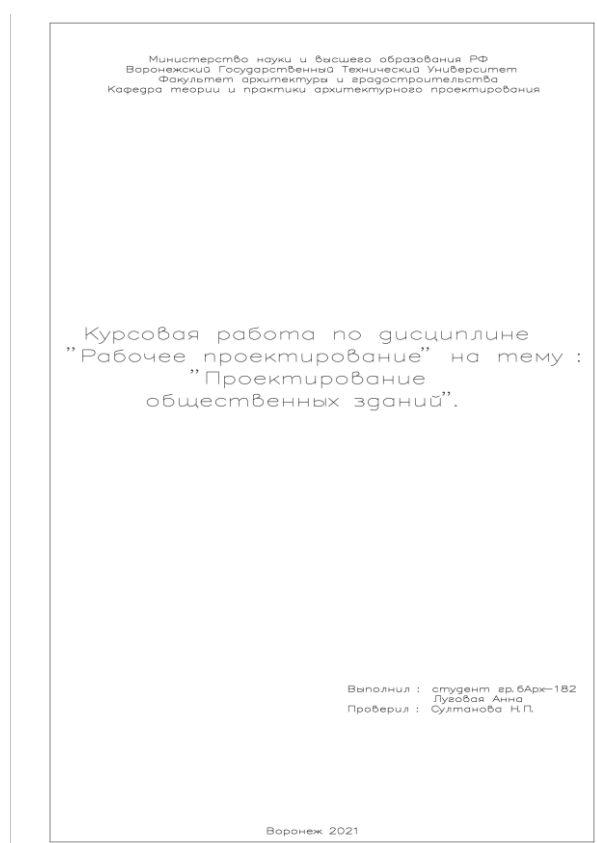 Министерство науки и высшего образования РФ
Воронежский Государственный Технический Университет
Факультет архитектуры и градостроительства
Кафедра теории и практики архитектурного проектирования
Курсовая работа по дисциплине
"Рабочее проектирование" на тему :
"Проектирование
общественных зданий".
Выполнил : студент гр. бАрх-182
Луговая Анна
Проверил : Султанова Н.П.
Воронеж 2021